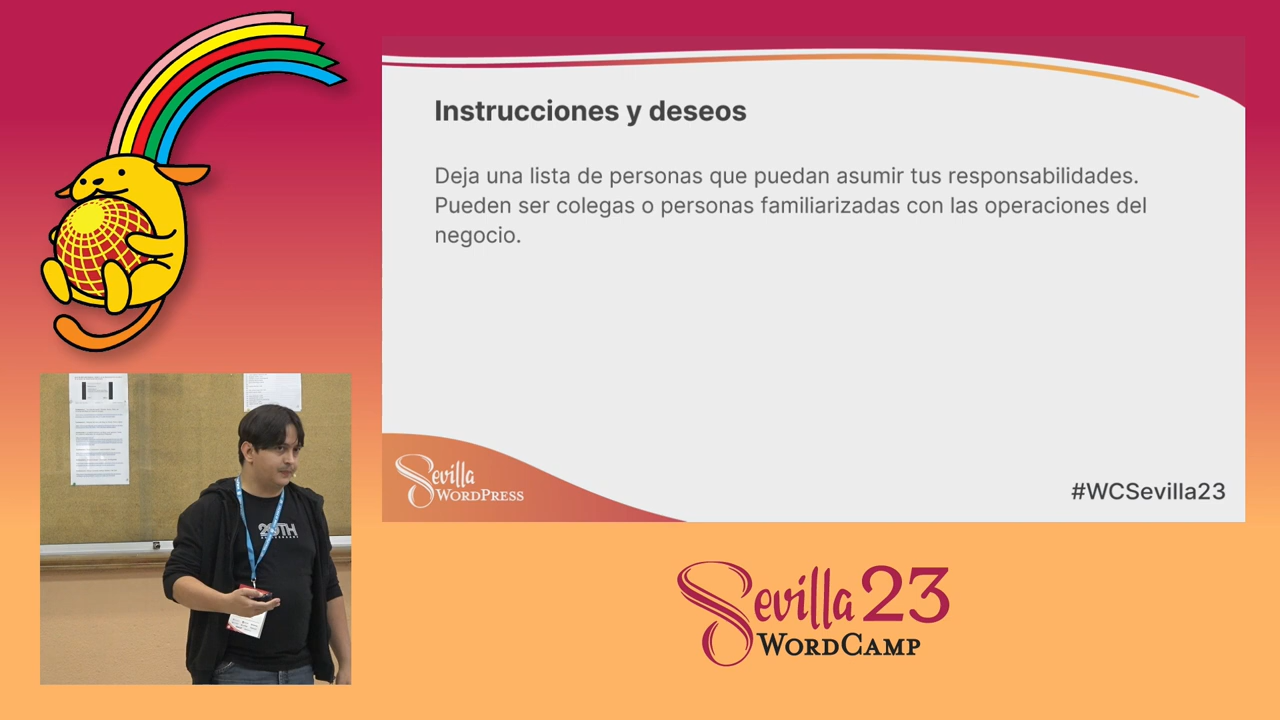 Instrucciones y deseos
Deja una lista de personas que puedan asumir tus responsabilidades.
Pueden ser colegas o personas familiarizadas con las operaciones del
negocio.
Sevilla
WORDPRESS
#WCSevilla23
20TH
Sevilla 23
WORDCAMP